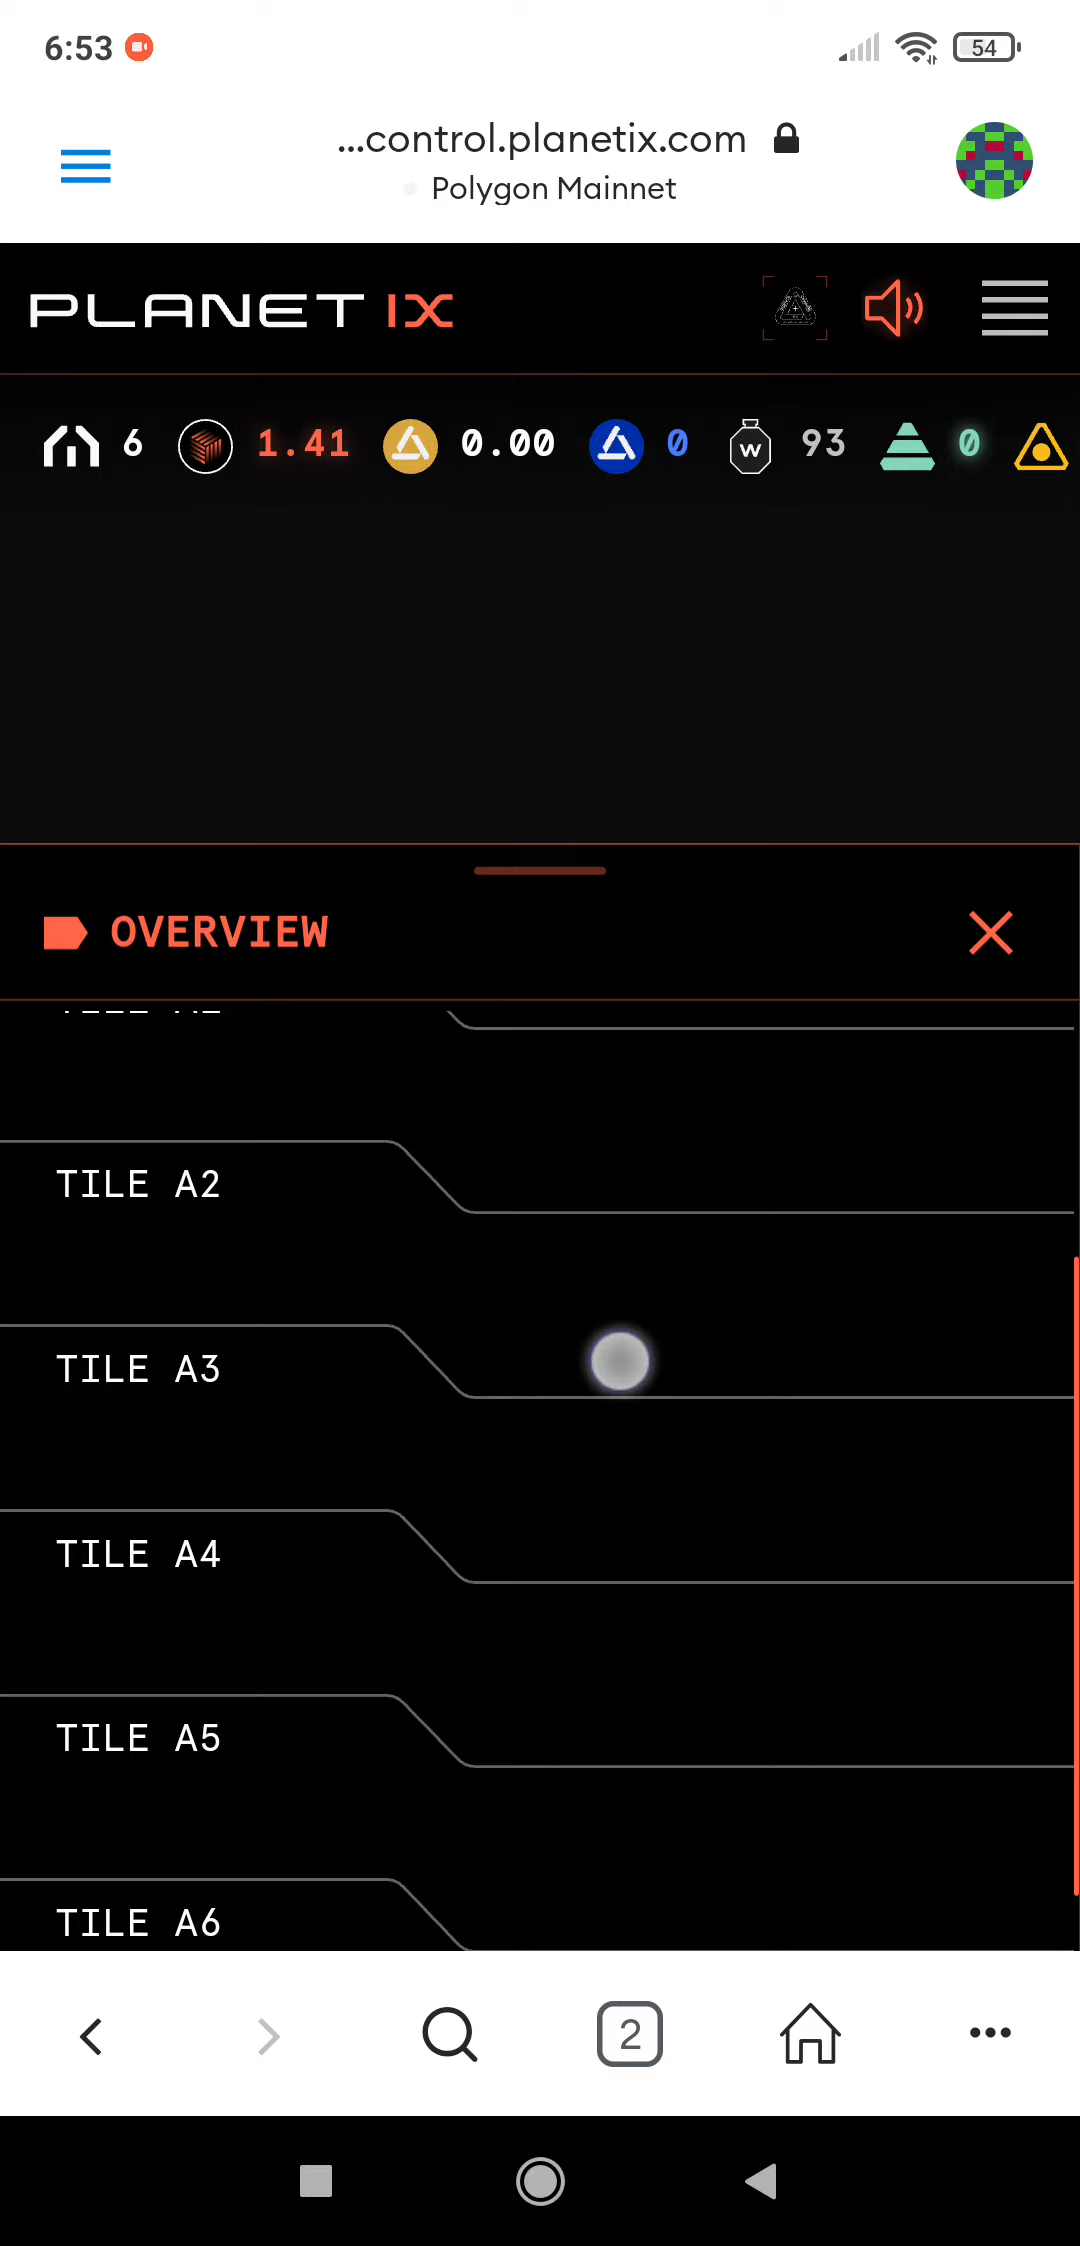 6:53
54
...control.planetix.com
Polygon Mainnet
PLANET IX
6 1.41 0.00 0 W 93 0
OVERVIEW
TILE A2
TILE A3
TILE A4
TILE A5
TILE A6
2